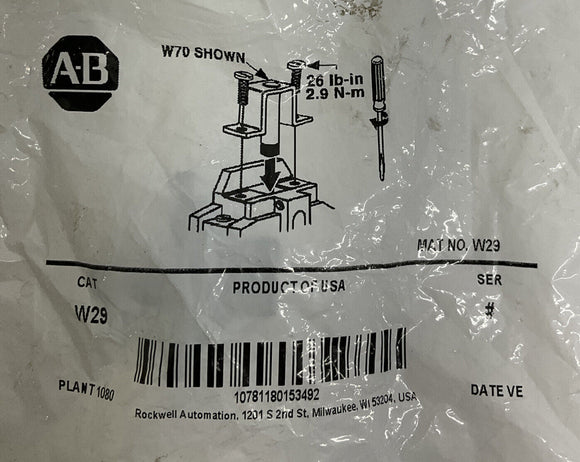 A-B
W70 SHOWN
26 lb-in
2.9 N-m
MAT NO. W29
CAT
PRODUCT OF USA
SER
W29
#
PLANT 1080
10781180153492
DATE VE
Rockwell Automation, 1201 S 2nd St, Milwaukee, WI 53204, USA